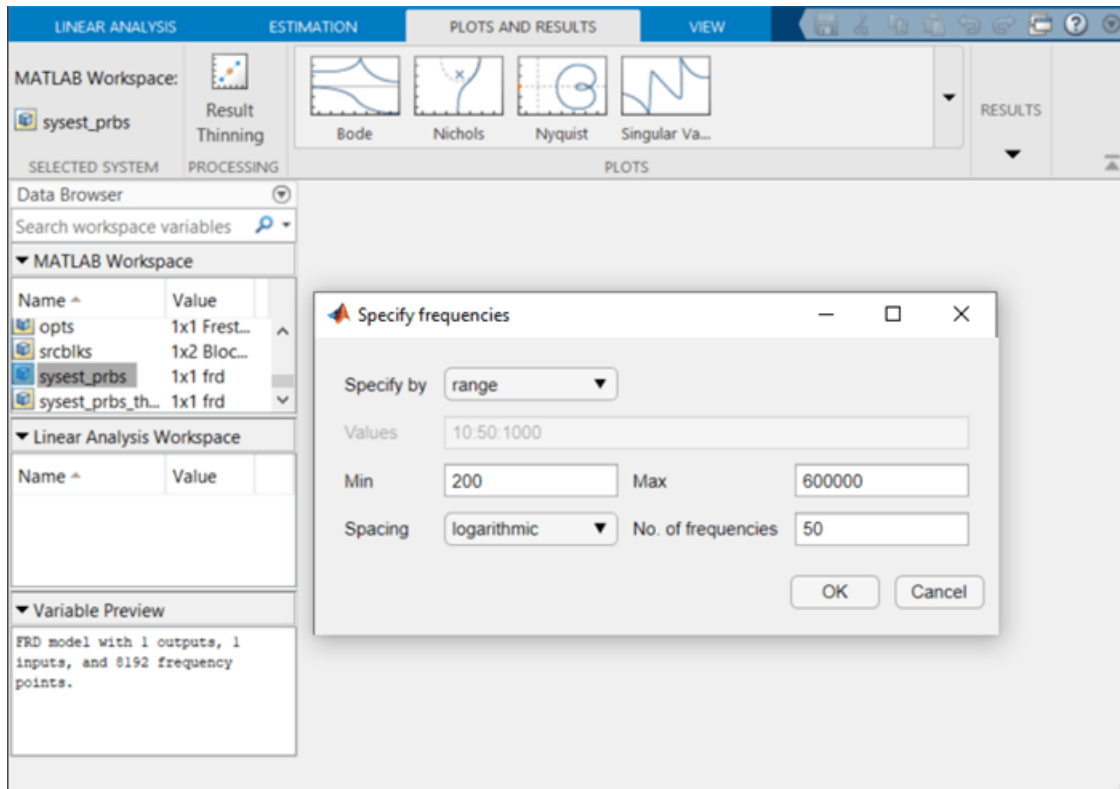 LINEAR ANALYSIS ESTIMATION PLOTS AND RESULTS VIEW
MATLAB Workspace:
sysest_prbs
SELECTED SYSTEM
Result
Thinning
PROCESSING
Bode Nichols Nyquist Singular Va...
PLOTS
RESULTS
Data Browser
Search workspace variables
MATLAB Workspace
Name Value
opts 1x1 Frest...
srcblks 1x2 Bloc...
sysest_prbs 1x1 frd
sysest_prbs_th... 1x1 frd
Linear Analysis Workspace
Name Value
Variable Preview
FRD model with 1 outputs, 1
inputs, and 8192 frequency
points.
Specify frequencies
Specify by range
Values 10:50:1000
Min 200 Max 600000
Spacing logarithmic No. of frequencies 50
OK Cancel